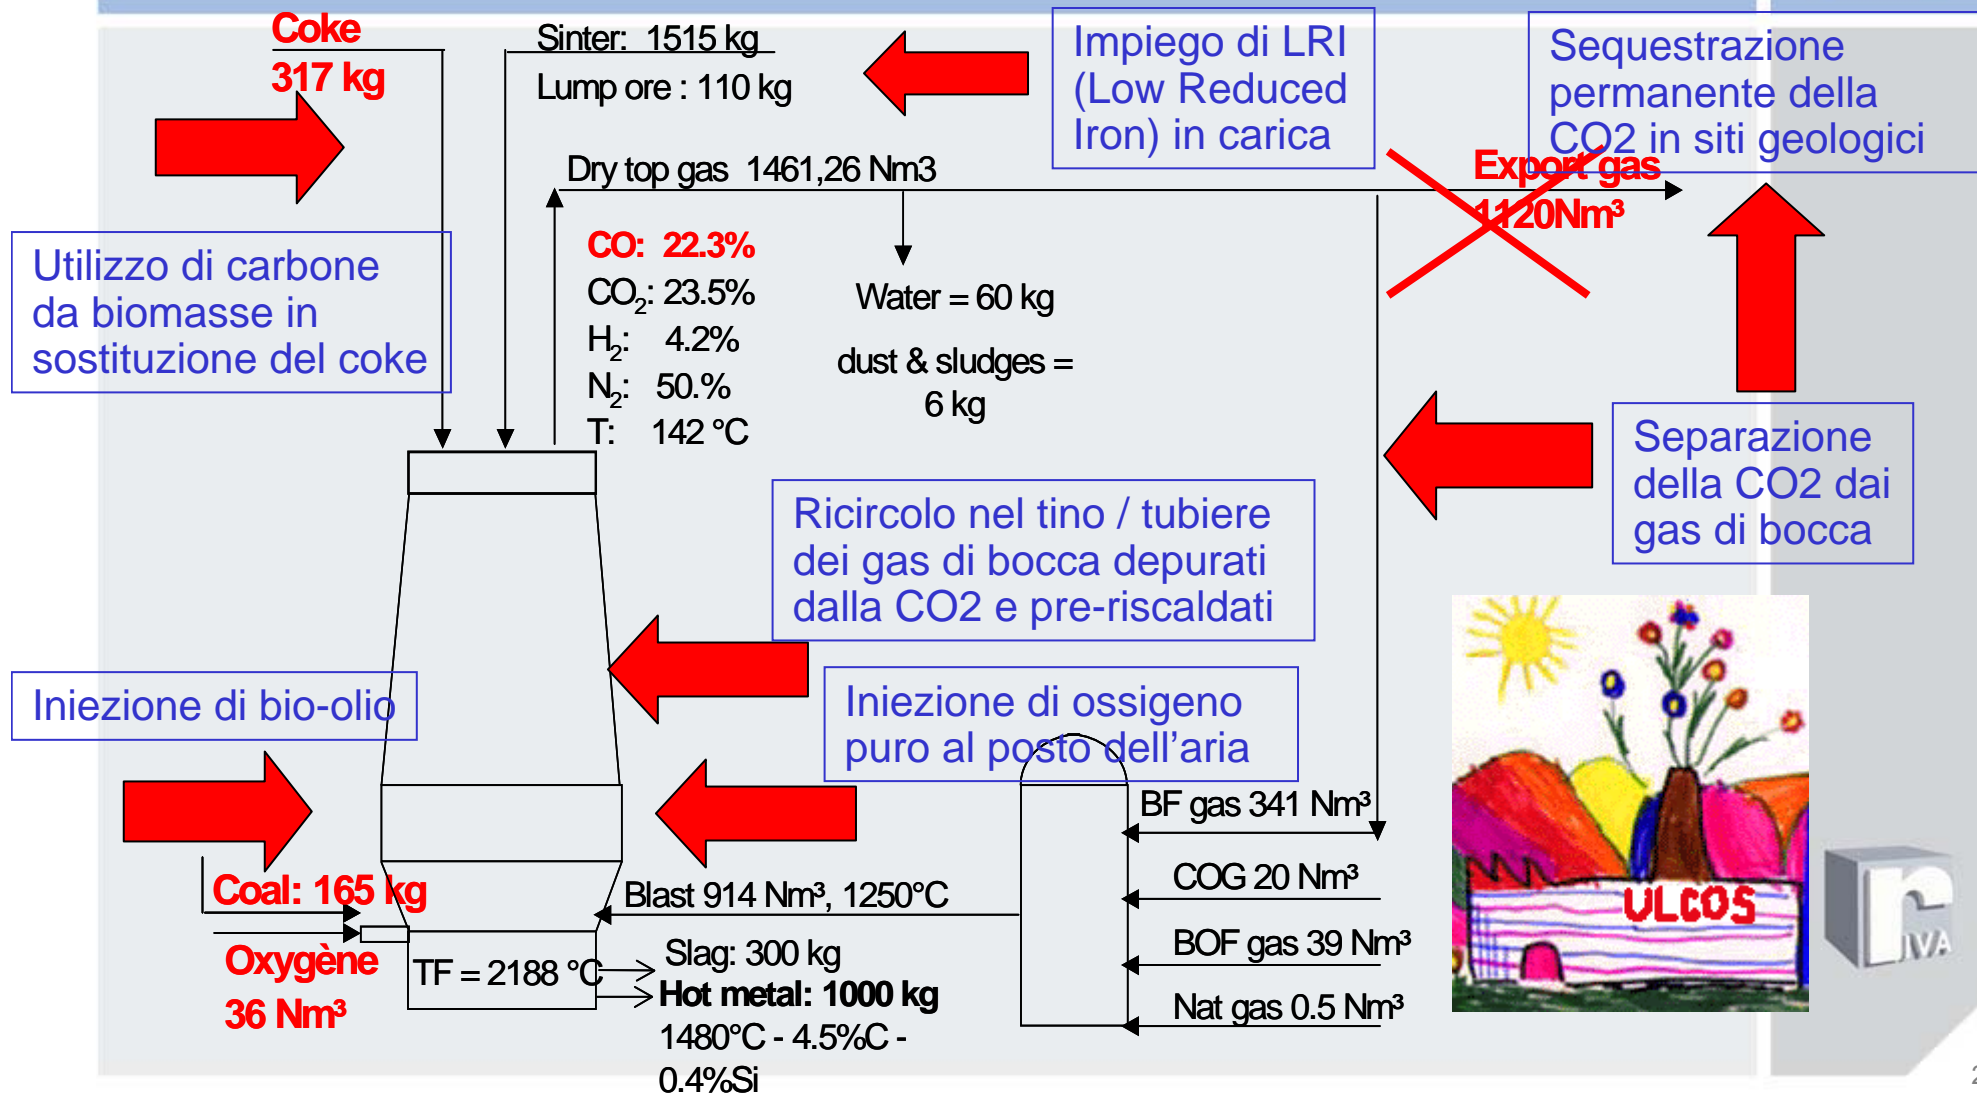 Coke
317 kg
Sinter: 1515 kg
Lump ore : 110 kg
Impiego di LRI
(Low Reduced
Iron) in carica
Sequestrazione
permanente della
CO2 in siti geologici
Dry top gas 1461,26 Nm3
Export gas
1120Nm³
CO: 22.3%
CO₂: 23.5%
H₂: 4.2%
N₂: 50.%
T: 142 °C
Water = 60 kg
dust & sludges =
6 kg
Utilizzo di carbone
da biomasse in
sostituzione del coke
Separazione
della CO2 dai
gas di bocca
Ricircolo nel tino / tubiere
dei gas di bocca depurati
dalla CO2 e pre-riscaldati
Iniezione di bio-olio
Iniezione di ossigeno
puro al posto dell'aria
BF gas 341 Nm³
COG 20 Nm³
BOF gas 39 Nm³
Nat gas 0.5 Nm³
Coal: 165 kg
Oxygène
36 Nm³
Blast 914 Nm³, 1250°C
TF = 2188 °C
Slag: 300 kg
Hot metal: 1000 kg
1480°C - 4.5%C -
0.4%Si
ULCOS
rIVA
2